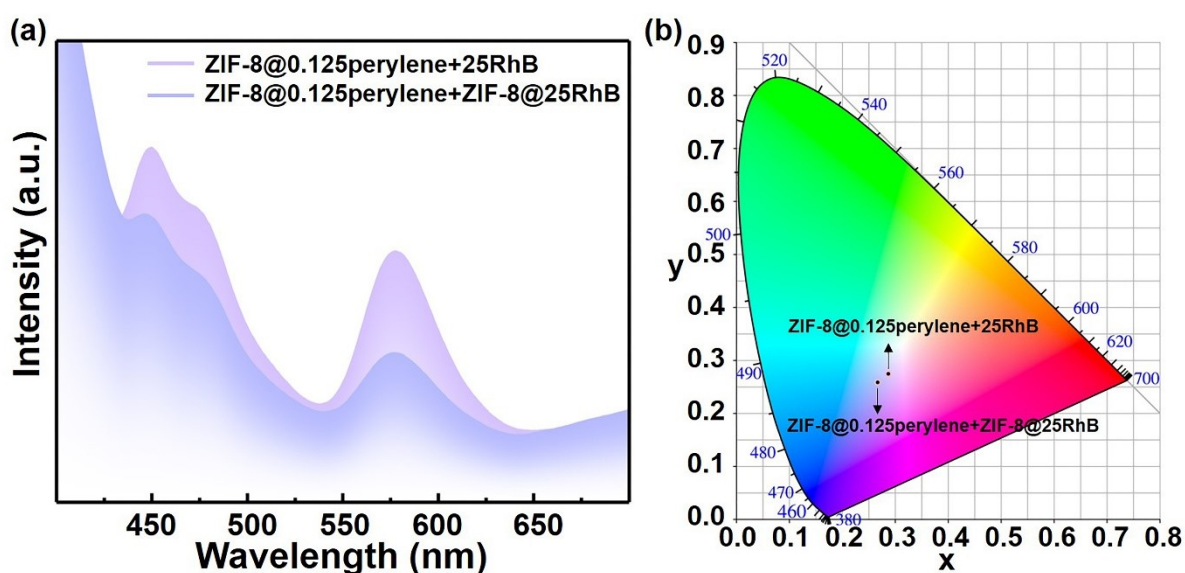 (a)
ZIF-8@0.125perylene+25RhB
ZIF-8@0.125perylene+ZIF-8@25RhB
Intensity (a.u.)
450 500 550 600 650
Wavelength (nm)
(b)
0.9
0.8
0.7
0.6
0.5
y
0.4
0.3
0.2
0.1
0.0
520
540
560
500
580
600
ZIF-8@0.125perylene+25RhB
620
490
700
ZIF-8@0.125perylene+ZIF-8@25RhB
480
470
460
380
0.0 0.1 0.2 0.3 0.4 0.5 0.6 0.7 0.8
x